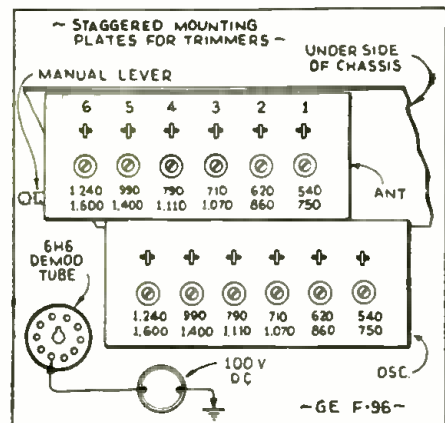 ~ STAGGERED MOUNTING
PLATES FOR TRIMMERS ~
UNDER SIDE
OF CHASSIS
MANUAL LEVER
6 5 4 3 2 1
1,240 990 790 710 620 540
1,600 1,400 1,110 1,070 860 750
ANT
6H6
DEMOD
TUBE
1,240 990 790 710 620 540
1,600 1,400 1,110 1,070 860 750
100 V
DC
OSC.
~GE F-96~